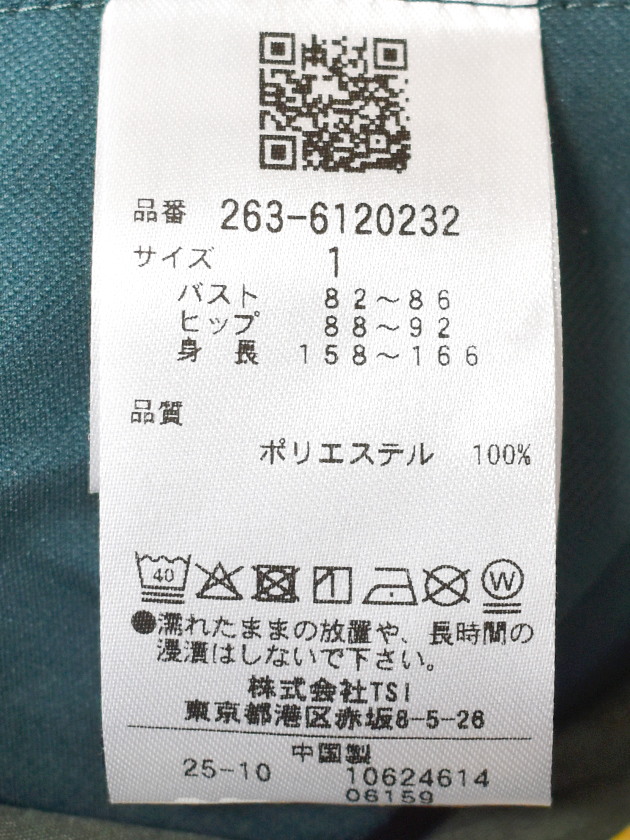 品番 263-6120232
サイズ 1
バスト 82～86
ヒップ 88～92
身長 158～166
品質
ポリエステル 100%
40 W
●濡れたままの放置や、長時間の
浸漬はしないで下さい。
株式会社TSI
東京都港区赤坂8-5-26
中国製
25-10 10624614
06159